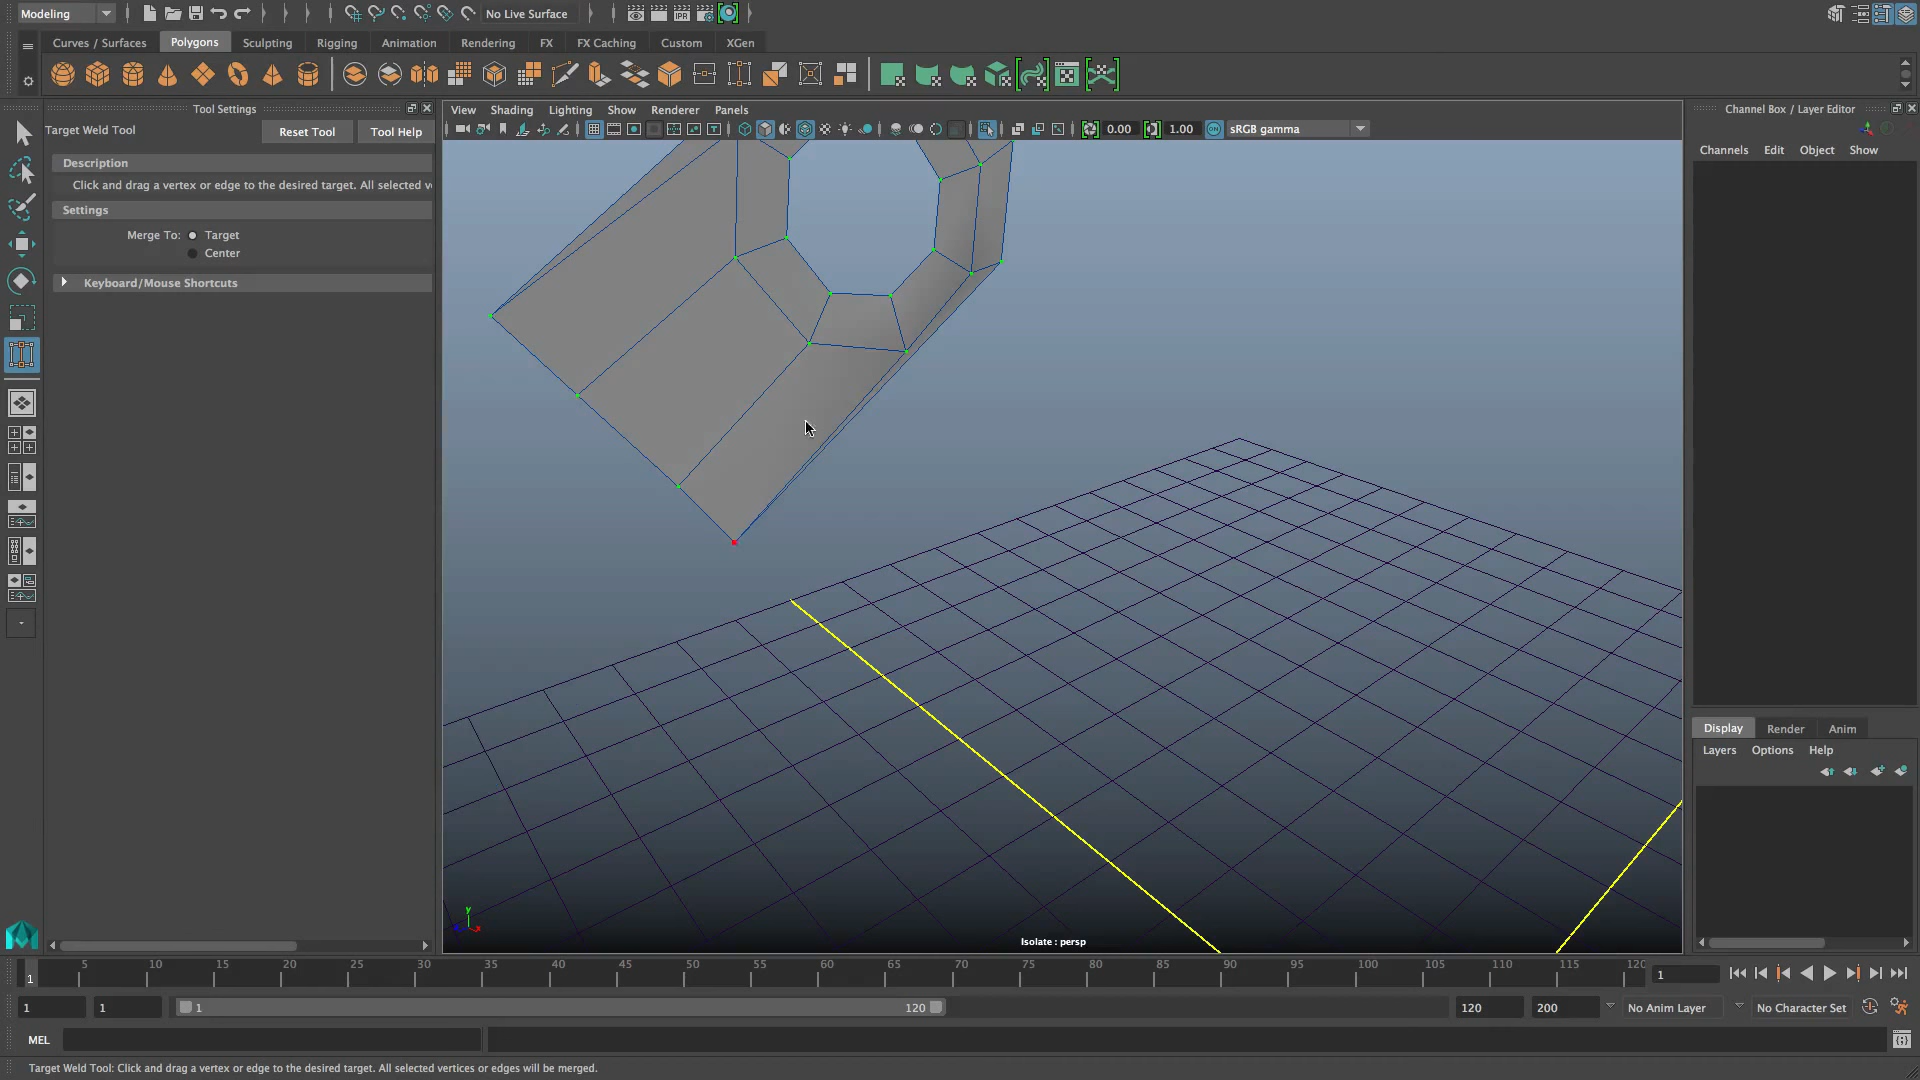 Modeling
No Live Surface
Curves / Surfaces Polygons Sculpting Rigging Animation Rendering FX FX Caching Custom XGen
Tool Settings
Target Weld Tool Reset Tool Tool Help
Description
Click and drag a vertex or edge to the desired target. All selected v
Settings
Merge To: Target
Center
Keyboard/Mouse Shortcuts
View Shading Lighting Show Renderer Panels
IPR
0.00 1.00 ON sRGB gamma
Isolate : persp
y
Channel Box / Layer Editor
Channels Edit Object Show
Display Render Anim
Layers Options Help
5 10 15 20 25 30 35 40 45 50 55 60 65 70 75 80 85 90 95 100 105 110 115 120
1 1
1 1 1 120 120 200 No Anim Layer No Character Set
MEL
Target Weld Tool: Click and drag a vertex or edge to the desired target. All selected vertices or edges will be merged.